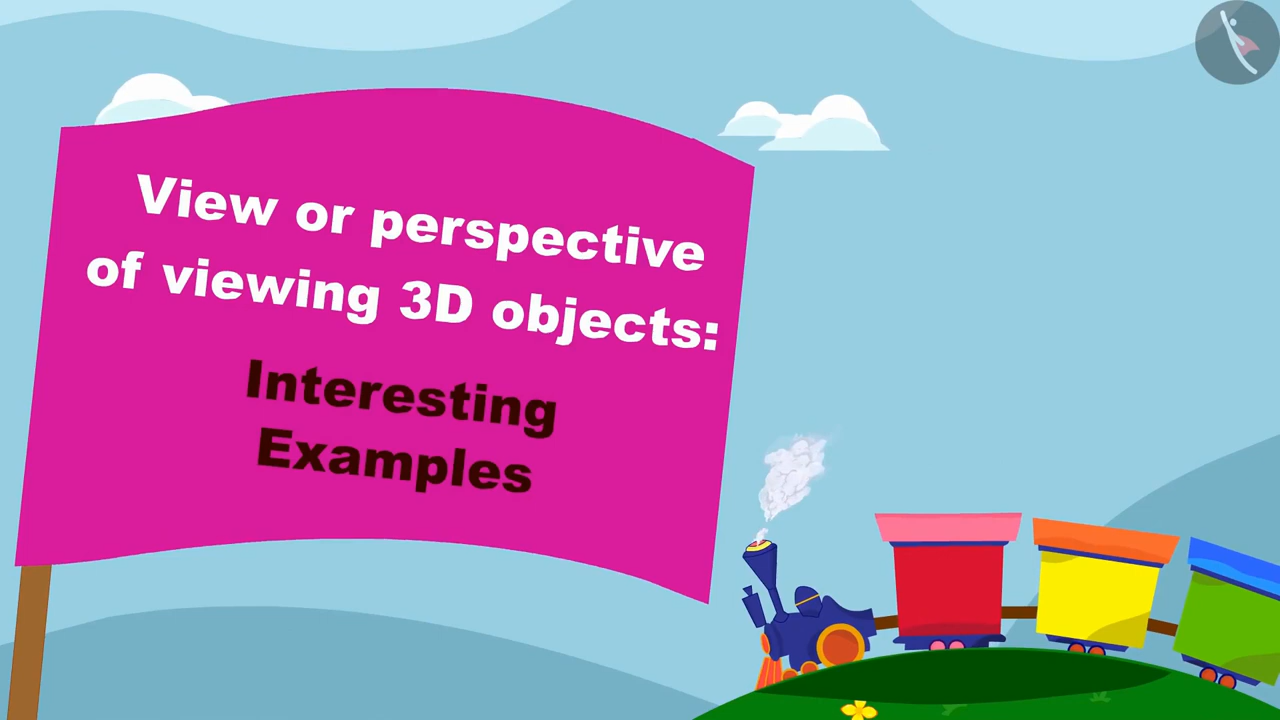 View or perspective
of viewing 3D objects:
Interesting
Examples